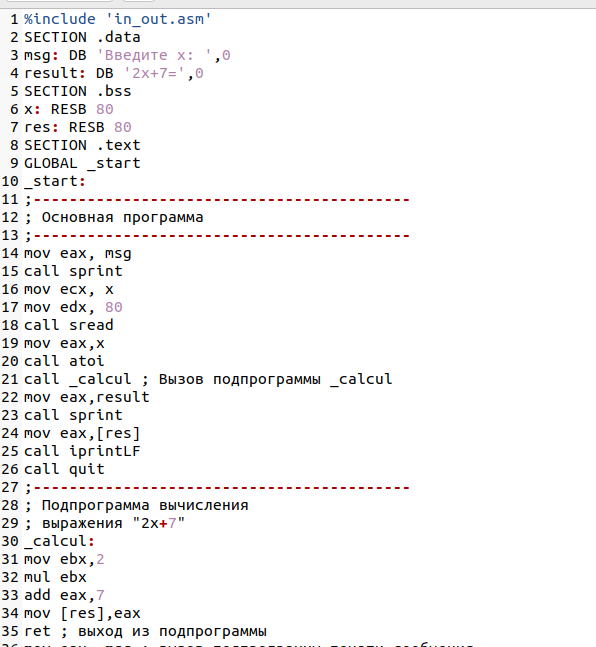 1 %include 'in_out.asm'
2 SECTION .data
3 msg: DB 'Введите x: ',0
4 result: DB '2x+7=',0
5 SECTION .bss
6 x: RESB 80
7 res: RESB 80
8 SECTION .text
9 GLOBAL _start
10 _start:
11 ;------------------------------------------
12 ; Основная программа
13 ;------------------------------------------
14 mov eax, msg
15 call sprint
16 mov ecx, x
17 mov edx, 80
18 call sread
19 mov eax,x
20 call atoi
21 call _calcul ; Вызов подпрограммы _calcul
22 mov eax,result
23 call sprint
24 mov eax,[res]
25 call iprintLF
26 call quit
27 ;------------------------------------------
28 ; Подпрограмма вычисления
29 ; выражения "2x+7"
30 _calcul:
31 mov ebx,2
32 mul ebx
33 add eax,7
34 mov [res],eax
35 ret ; выход из подпрограммы